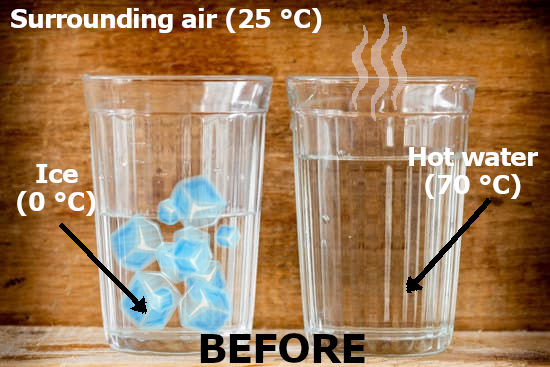 Surrounding air (25 °C)
Ice
(0 °C)
Hot water
(70 °C)
BEFORE